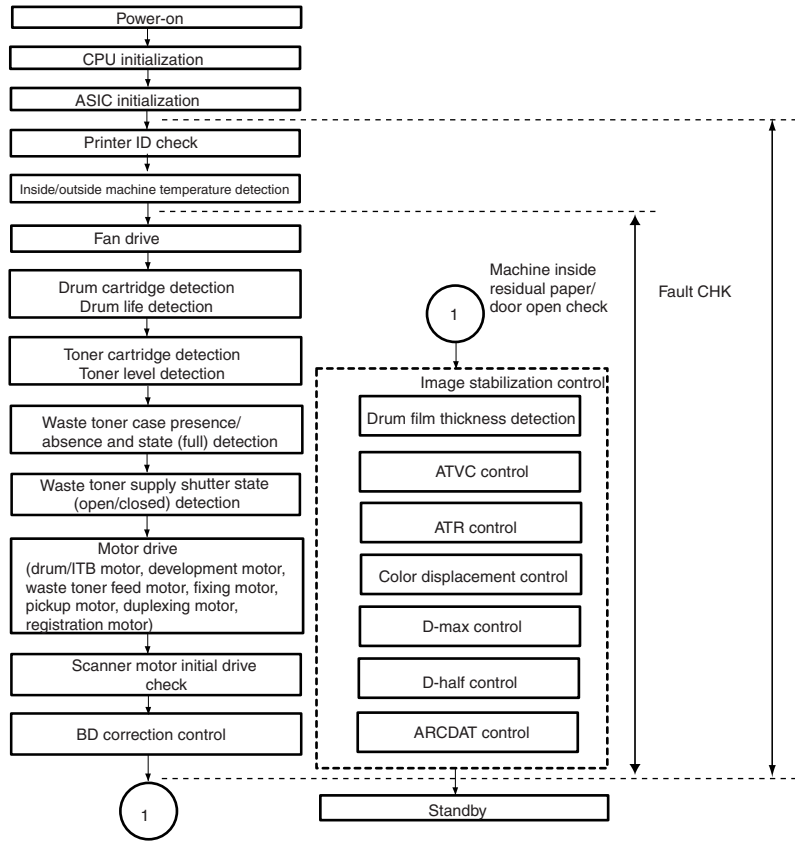 Power-on
CPU initialization
ASIC initialization
Printer ID check
Inside/outside machine temperature detection
Fan drive
Drum cartridge detection
Drum life detection
Toner cartridge detection
Toner level detection
Waste toner case presence/
absence and state (full) detection
Waste toner supply shutter state
(open/closed) detection
Motor drive
(drum/ITB motor, development motor,
waste toner feed motor, fixing motor,
pickup motor, duplexing motor,
registration motor)
Scanner motor initial drive
check
BD correction control
1
1
Machine inside
residual paper/
door open check
Image stabilization control
Drum film thickness detection
ATVC control
ATR control
Color displacement control
D-max control
D-half control
ARCDAT control
Standby
Fault CHK